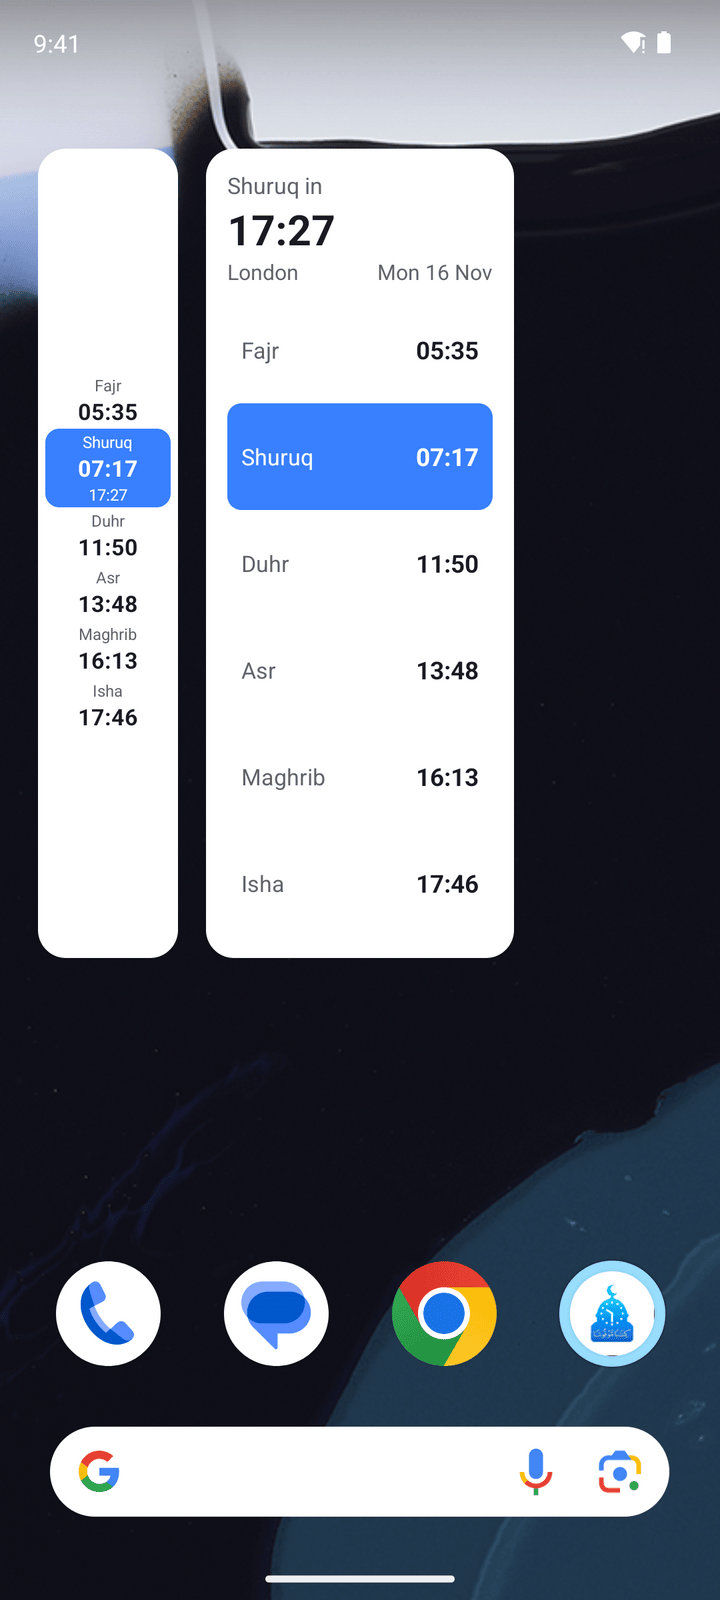 9:41
Fajr
05:35
Shuruq
07:17
17:27
Duhr
11:50
Asr
13:48
Maghrib
16:13
Isha
17:46
Shuruq in
17:27
London Mon 16 Nov
Fajr 05:35
Shuruq 07:17
Duhr 11:50
Asr 13:48
Maghrib 16:13
Isha 17:46